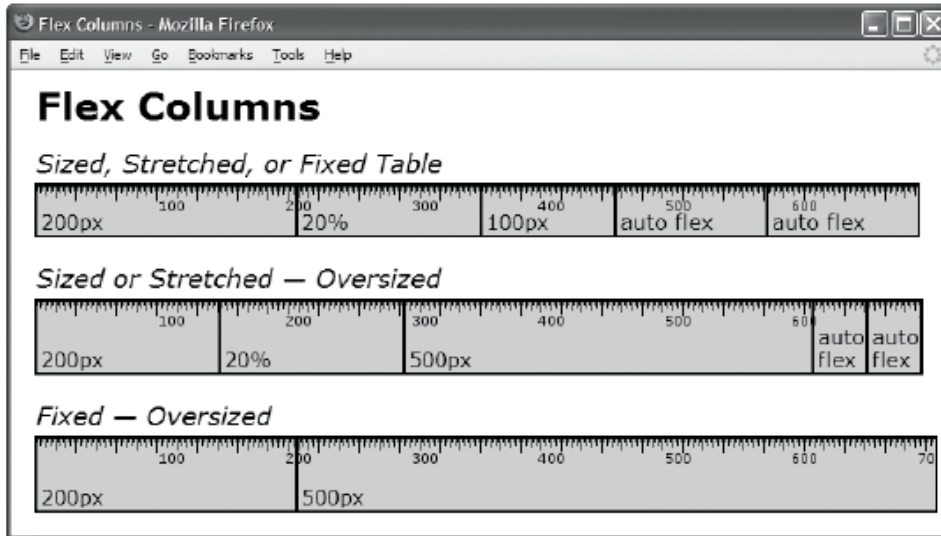 Flex Columns - Mozilla Firefox
File Edit View Go Bookmarks Tools Help
Flex Columns
Sized, Stretched, or Fixed Table
100 200 300 400 500 600
200px 20% 100px auto flex auto flex
Sized or Stretched — Oversized
100 200 300 400 500 600
auto auto
200px 20% 500px flex flex
Fixed — Oversized
100 200 300 400 500 600 70
200px 500px